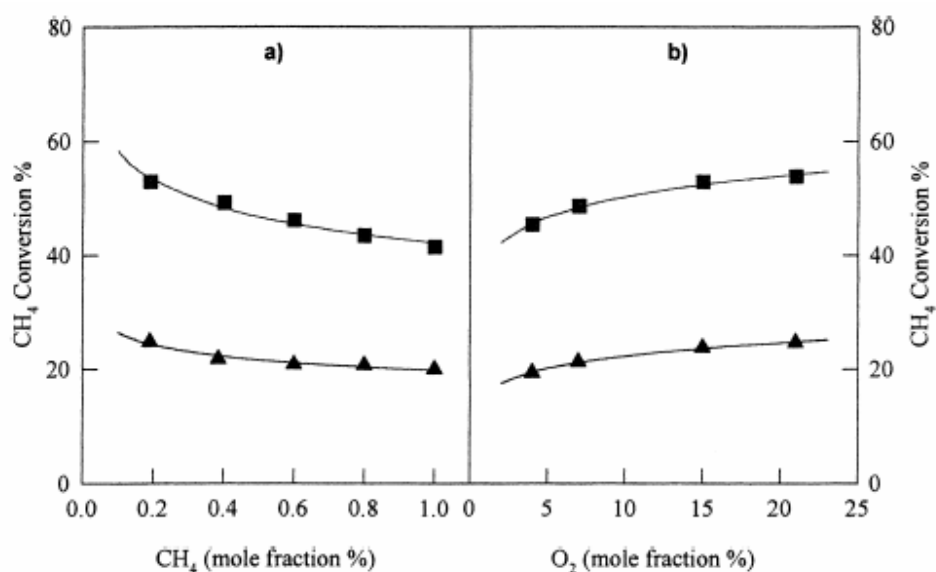 a)
b)
80
60
40
20
0
CH₄ Conversion %
0.0 0.2 0.4 0.6 0.8 1.0
CH₄ (mole fraction %)
0 5 10 15 20 25
O₂ (mole fraction %)
80
60
40
20
0
CH₄ Conversion %